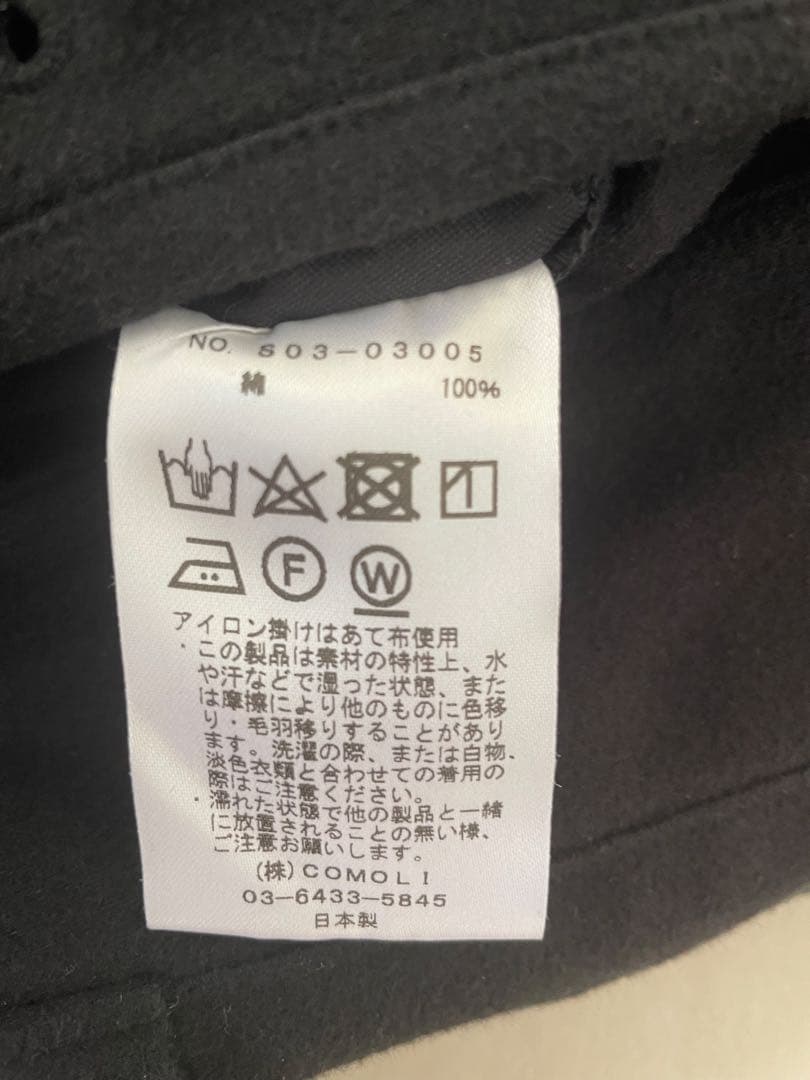 NO. S03-03005
綿 100%
F W
アイロン掛けはあて布使用
・この製品は素材の特性上、水
や汗などで湿った状態、また
は摩擦により他のものに色移
り・毛羽移りすることがあり
ます。洗濯の際、または白物、
淡色衣類と合わせての着用の
際はご注意ください。
・濡れた状態で他の製品と一緒
に放置されることの無い様、
ご注意お願いします。
(株)COMOLI
03-6433-5845
日本製